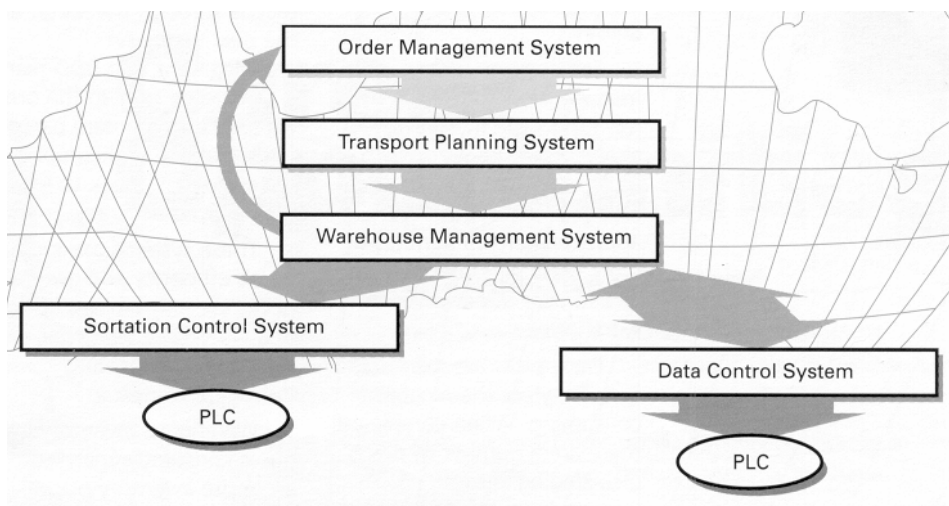 Order Management System
Transport Planning System
Warehouse Management System
Sortation Control System
Data Control System
PLC
PLC